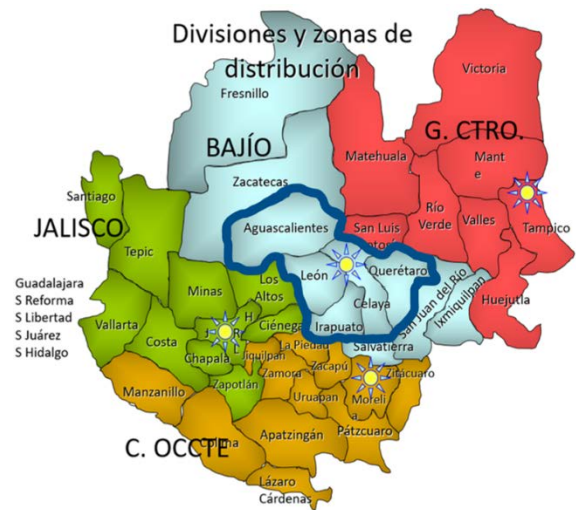 Divisiones y zonas de
distribución
Fresnillo
Victoria
BAJÍO
G. CTRO.
Matehuala
Mant
e
Zacatecas
Santiago
JALISCO
Aguascalientes
San Luis
Río
Verde
Valles
Tampico
Tepic
León
Querétaro
Guadalajara
S Reforma
S Libertad
S Juárez
S Hidalgo
Minas
Los
Altos
Celaya
San Juan del Río
Ixmiquilpan
Huejutla
Vallarta
Costa
H
J
R
L
Ciénega
Irapuato
Chapala
Jiquilpan
La Piedad
Salvatierra
Zapotlán
Zamora
Zacapú
Zitácuaro
Manzanillo
Uruapan
Moreli
a
C. OCCTE
Colima
Apatzingán
Pátzcuaro
Lázaro
Cárdenas